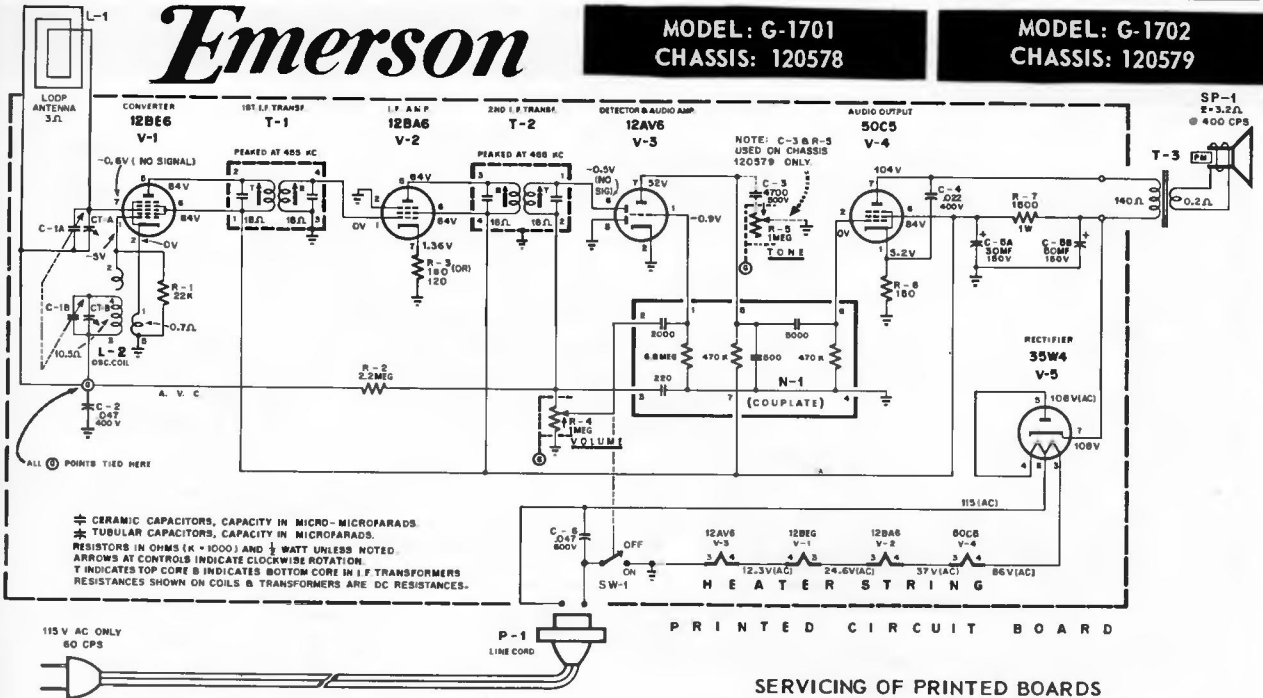 Emerson
MODEL: G-1701
CHASSIS: 120578
MODEL: G-1702
CHASSIS: 120579
L-1
LOOP
ANTENNA
3Ω
CONVERTER
12BE6
V-1
1ST I.F. TRANSF.
T-1
I.F. AMP.
12BA6
V-2
2ND I.F. TRANSF.
T-2
DETECTOR & AUDIO AMP.
12AV6
V-3
AUDIO OUTPUT
50C5
V-4
SP-1
Z=3.2Ω
@ 400 CPS
PM
T-3
140Ω
0.2Ω
NOTE: C-3 & R-5
USED ON CHASSIS
120579 ONLY.
C-3
4700
500V
R-5
1MEG
TONE
PEAKED AT 455 KC
PEAKED AT 455 KC
-0.6V (NO SIGNAL)
84V
84V
0V
-5V
C-1A
CT-A
R-1
22K
C-1B
CT-B
10.5Ω
L-2
OSC. COIL
0.7Ω
18Ω
18Ω
84V
84V
0V
1.36V
R-3
180 (OR)
120
18Ω
18Ω
-0.5V
(NO
SIG.)
52V
-0.9V
104V
C-4
.022
400V
84V
0V
5.2V
R-6
150
R-7
1500
1W
C-5A
30MF
150V
C-5B
50MF
150V
2000
6.8MEG
220
470K
500
5000
470K
N-1
(COUPLATE)
A. V. C
R-2
2.2MEG
R-4
1MEG
VOLUME
C-2
.047
400V
ALL G POINTS TIED HERE
RECTIFIER
35W4
V-5
108V(AC)
108V
115(AC)
CERAMIC CAPACITORS, CAPACITY IN MICRO-MICROFARADS.
TUBULAR CAPACITORS, CAPACITY IN MICROFARADS.
RESISTORS IN OHMS (K = 1000) AND ½ WATT UNLESS NOTED.
ARROWS AT CONTROLS INDICATE CLOCKWISE ROTATION.
T INDICATES TOP CORE B INDICATES BOTTOM CORE IN I.F. TRANSFORMERS
RESISTANCES SHOWN ON COILS & TRANSFORMERS ARE DC RESISTANCES.
C-6
.047
600V
OFF
ON
SW-1
12AV6
V-3
12BE6
V-1
12BA6
V-2
50C5
V-4
12.3V(AC)
24.6V(AC)
37V(AC)
86V(AC)
HEATER STRING
115 V AC ONLY
60 CPS
P-1
LINE CORD
PRINTED CIRCUIT BOARD
SERVICING OF PRINTED BOARDS